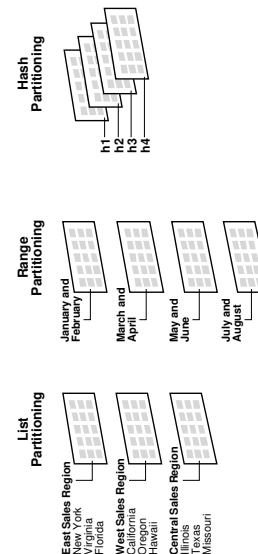 List
Partitioning
East Sales Region
New York
Virginia
Florida
West Sales Region
California
Oregon
Hawaii
Central Sales Region
Illinois
Texas
Missouri
Range
Partitioning
January and
February
March and
April
May and
June
July and
August
Hash
Partitioning
h1
h2
h3
h4